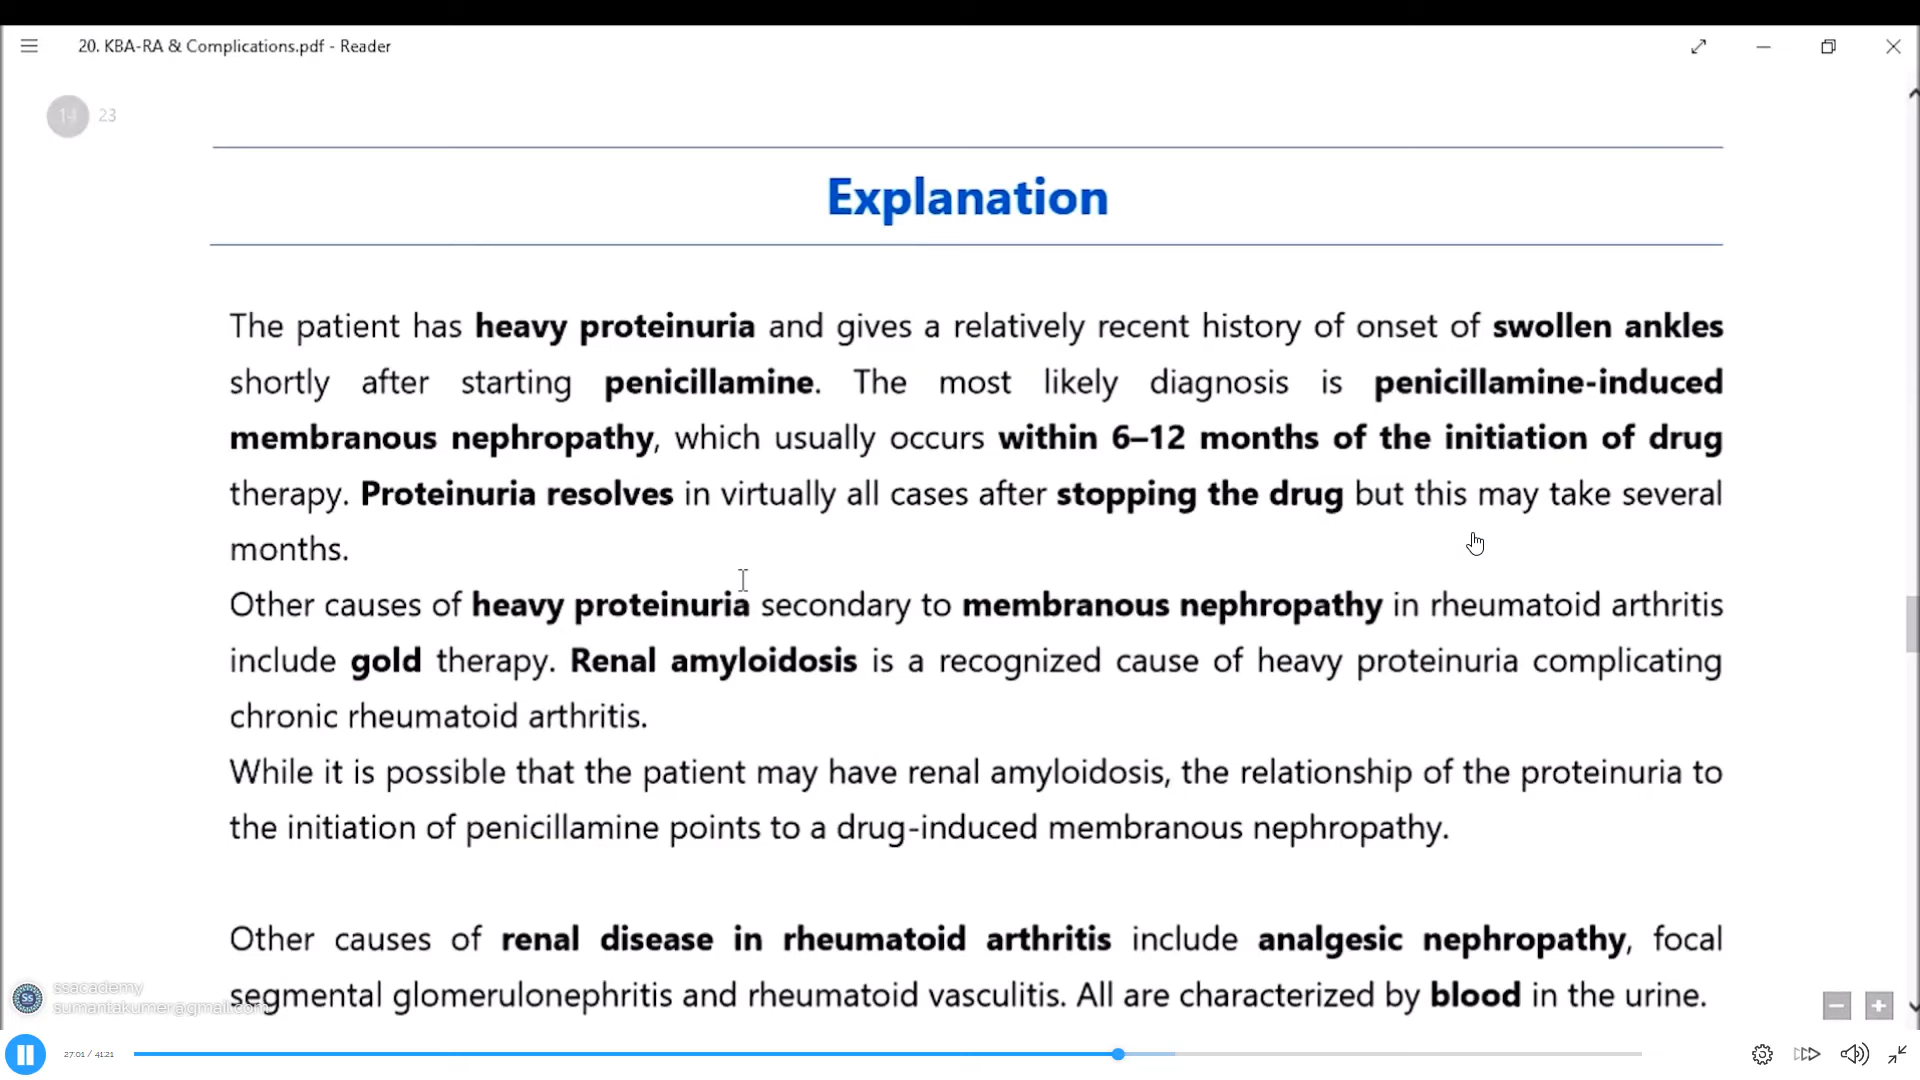 20. KBA-RA & Complications.pdf - Reader
14 23
Explanation
The patient has heavy proteinuria and gives a relatively recent history of onset of swollen ankles
shortly after starting penicillamine. The most likely diagnosis is penicillamine-induced
membranous nephropathy, which usually occurs within 6–12 months of the initiation of drug
therapy. Proteinuria resolves in virtually all cases after stopping the drug but this may take several
months.
Other causes of heavy proteinuria secondary to membranous nephropathy in rheumatoid arthritis
include gold therapy. Renal amyloidosis is a recognized cause of heavy proteinuria complicating
chronic rheumatoid arthritis.
While it is possible that the patient may have renal amyloidosis, the relationship of the proteinuria to
the initiation of penicillamine points to a drug-induced membranous nephropathy.
Other causes of renal disease in rheumatoid arthritis include analgesic nephropathy, focal
segmental glomerulonephritis and rheumatoid vasculitis. All are characterized by blood in the urine.
Ss
ssacademy
27:01 / 41:21